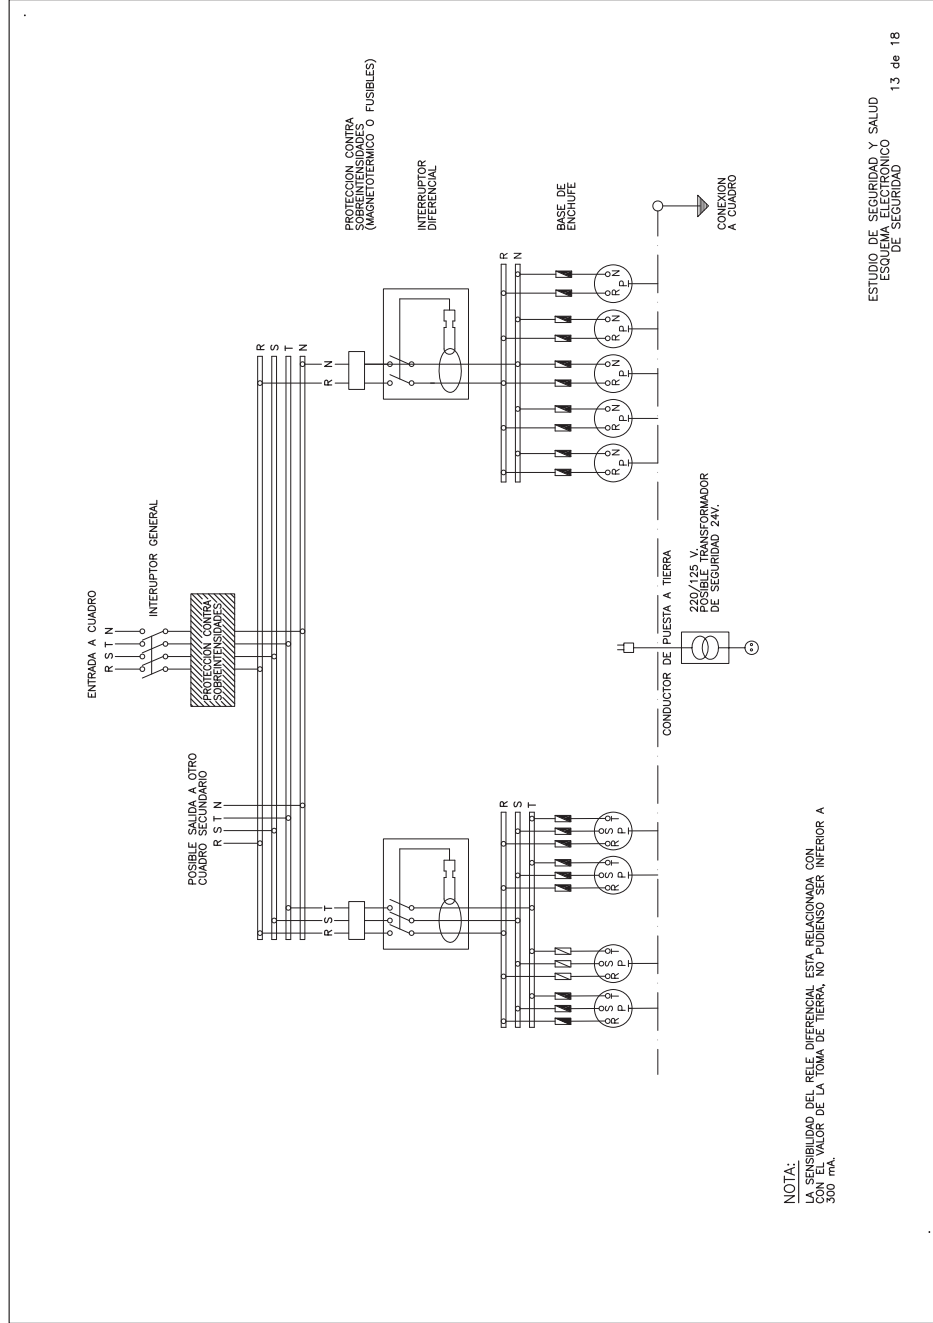 ENTRADA A CUADRO
R S T N
INTERUPTOR GENERAL
PROTECCION CONTRA
SOBREINTENSIDADES
POSIBLE SALIDA A OTRO
CUADRO SECUNDARIO
R S T N
R
S
T
N
R S T
R N
PROTECCION CONTRA
SOBREINTENSIDADES
(MAGNETOTERMICO O FUSIBLES)
INTERRUPTOR
DIFERENCIAL
R
S
T
R
N
BASE DE
ENCHUFE
R S T
P
T
R S T
P
T
R S T
P
T
R S T
P
T
R N
P
T
R N
P
T
R N
P
T
R N
P
T
R N
P
T
CONDUCTOR DE PUESTA A TIERRA
220/125 V.
POSIBLE TRANSFORMADOR
DE SEGURIDAD 24V.
CONEXION
A CUADRO
NOTA:
LA SENSIBILIDAD DEL RELE DIFERENCIAL ESTA RELACIONADA CON
CON EL VALOR DE LA TOMA DE TIERRA, NO PUDIENSO SER INFERIOR A
300 mA.
ESTUDIO DE SEGURIDAD Y SALUD
ESQUEMA ELECTRONICO
DE SEGURIDAD
13 de 18